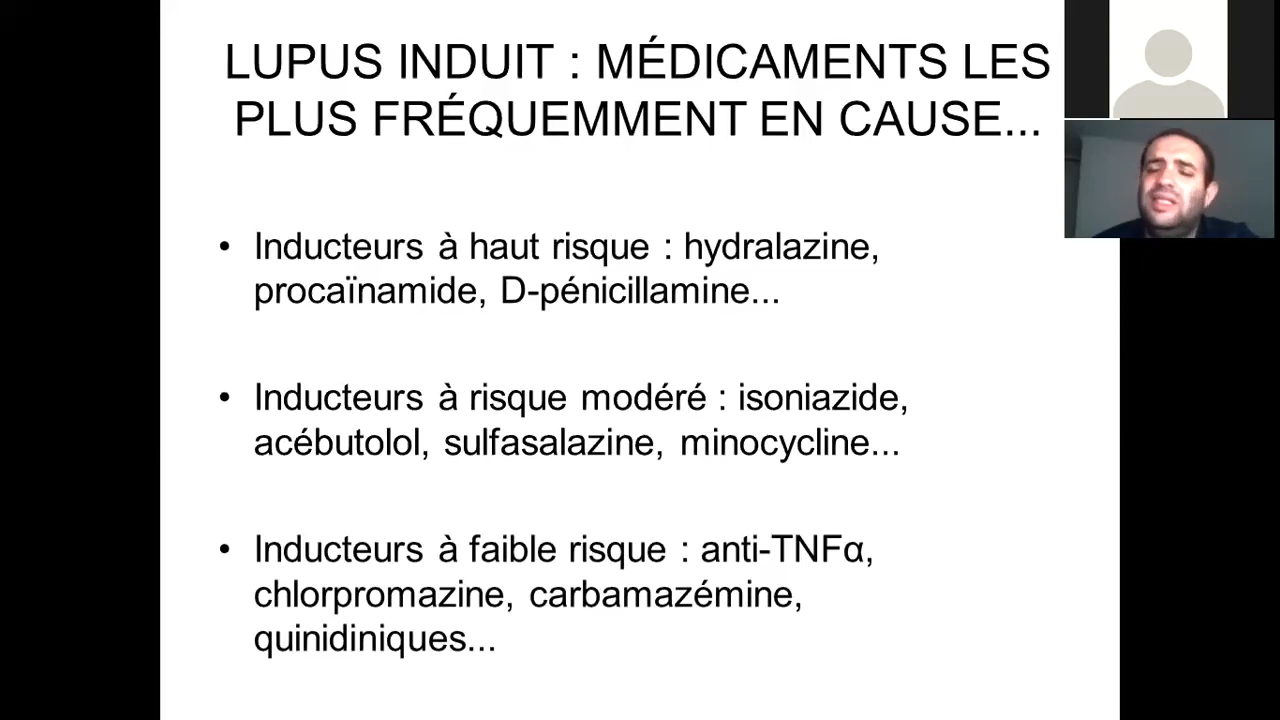 LUPUS INDUIT : MÉDICAMENTS LES
PLUS FRÉQUEMMENT EN CAUSE...
• Inducteurs à haut risque : hydralazine,
procaïnamide, D-pénicillamine...
• Inducteurs à risque modéré : isoniazide,
acébutolol, sulfasalazine, minocycline...
• Inducteurs à faible risque : anti-TNFα,
chlorpromazine, carbamazémine,
quinidiniques...